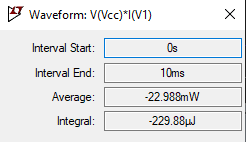 Waveform: V(Vcc)*I(V1)
Interval Start: 0s
Interval End: 10ms
Average: -22.988mW
Integral: -229.88µJ